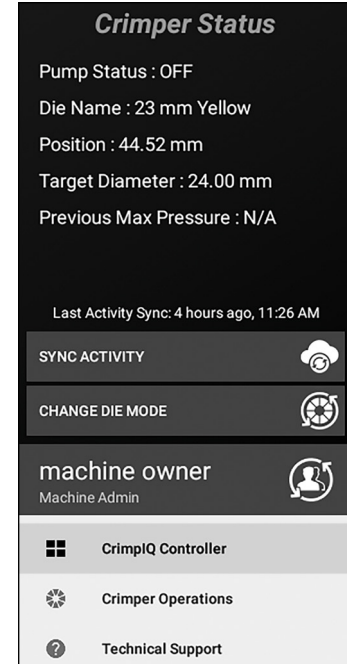 Crimper Status
Pump Status : OFF
Die Name : 23 mm Yellow
Position : 44.52 mm
Target Diameter : 24.00 mm
Previous Max Pressure : N/A
Last Activity Sync: 4 hours ago, 11:26 AM
SYNC ACTIVITY
CHANGE DIE MODE
machine owner
Machine Admin
CrimpIQ Controller
Crimper Operations
Technical Support